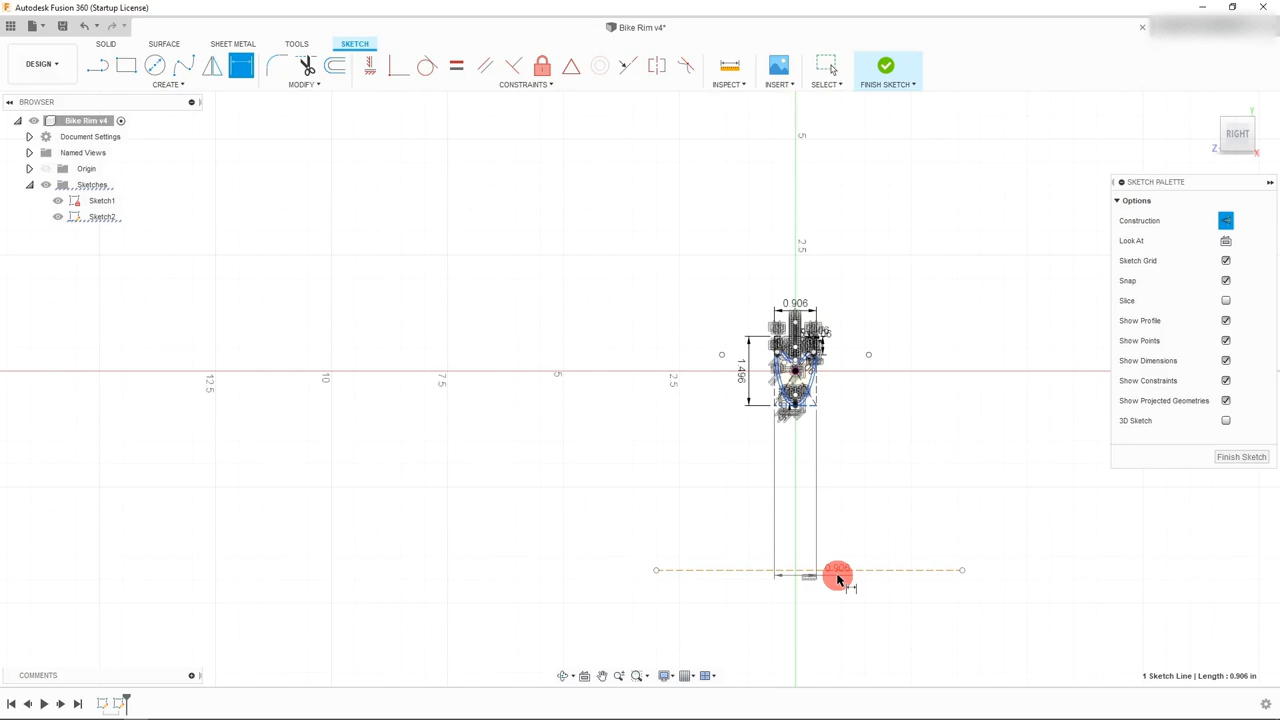 Autodesk Fusion 360 (Startup License)
Bike Rim v4*
SOLID SURFACE SHEET METAL TOOLS SKETCH
DESIGN
CREATE MODIFY CONSTRAINTS INSPECT INSERT SELECT FINISH SKETCH
BROWSER
Bike Rim v4
Document Settings
Named Views
Origin
Sketches
Sketch1
Sketch2
RIGHT
Y
Z
X
SKETCH PALETTE
Options
Construction
Look At
Sketch Grid
Snap
Slice
Show Profile
Show Points
Show Dimensions
Show Constraints
Show Projected Geometries
3D Sketch
Finish Sketch
5
2.5
0.906
1.496
12.5 10 7.5 5 2.5
0.906
COMMENTS
1 Sketch Line | Length : 0.906 in